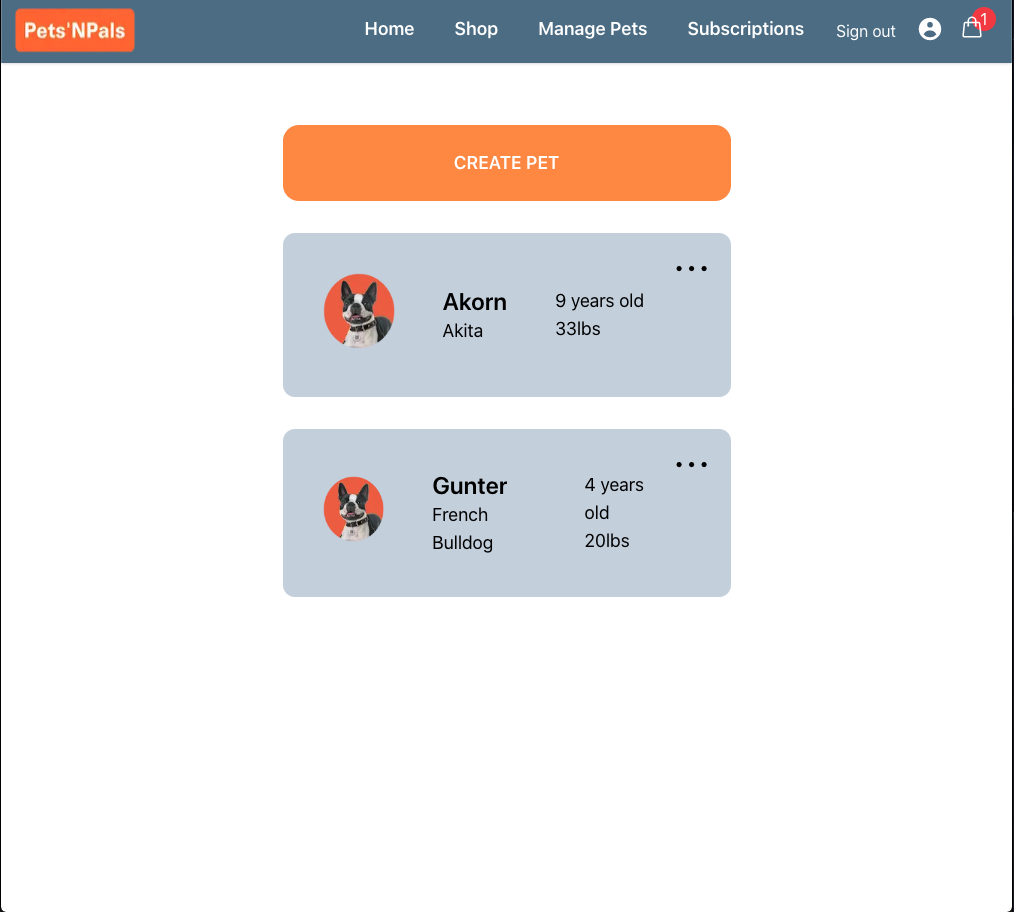 Pets'NPals
Home
Shop
Manage Pets
Subscriptions
Sign out
1
CREATE PET
Akorn
Akita
9 years old
33lbs
Gunter
French
Bulldog
4 years
old
20lbs